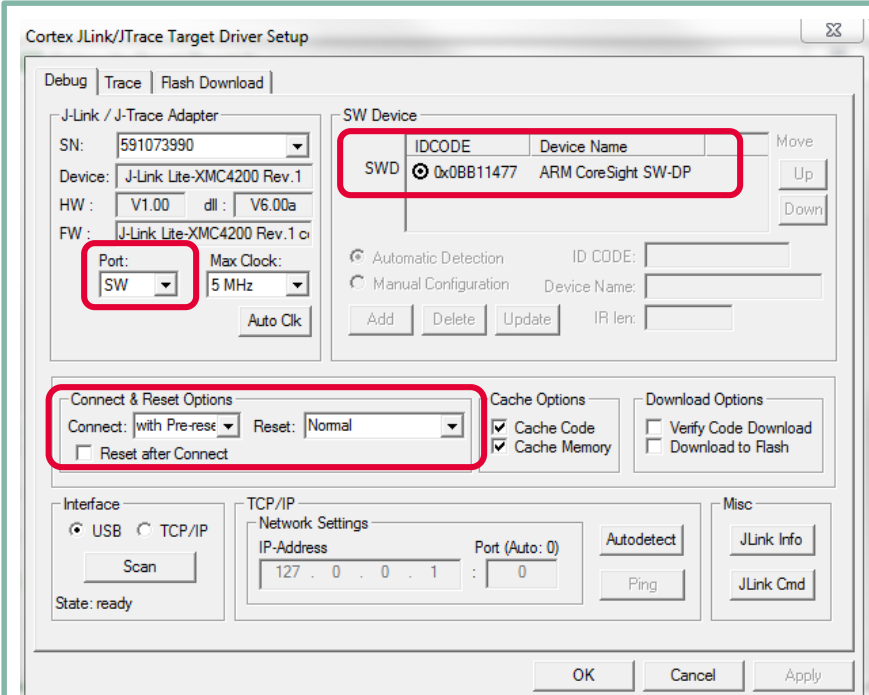 Cortex JLink/JTrace Target Driver Setup
Debug Trace Flash Download
J-Link / J-Trace Adapter
SN: 591073990
Device: J-Link Lite-XMC4200 Rev.1
HW : V1.00 dll : V6.00a
FW : J-Link Lite-XMC4200 Rev.1 c
Port: Max Clock:
SW 5 MHz
Auto Clk
SW Device
IDCODE Device Name
SWD 0x0BB11477 ARM CoreSight SW-DP
Move
Up
Down
Automatic Detection ID CODE:
Manual Configuration Device Name:
Add Delete Update IR len:
Connect & Reset Options
Connect: with Pre-rese Reset: Normal
Reset after Connect
Cache Options
Cache Code
Cache Memory
Download Options
Verify Code Download
Download to Flash
Interface
USB TCP/IP
Scan
State: ready
TCP/IP
Network Settings
IP-Address Port (Auto: 0)
127 . 0 . 0 . 1 : 0
Autodetect
Ping
Misc
JLink Info
JLink Cmd
OK Cancel Apply